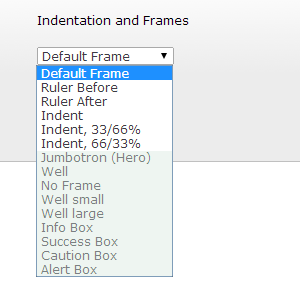 Indentation and Frames
Default Frame
Default Frame
Ruler Before
Ruler After
Indent
Indent, 33/66%
Indent, 66/33%
Jumbotron (Hero)
Well
No Frame
Well small
Well large
Info Box
Success Box
Caution Box
Alert Box